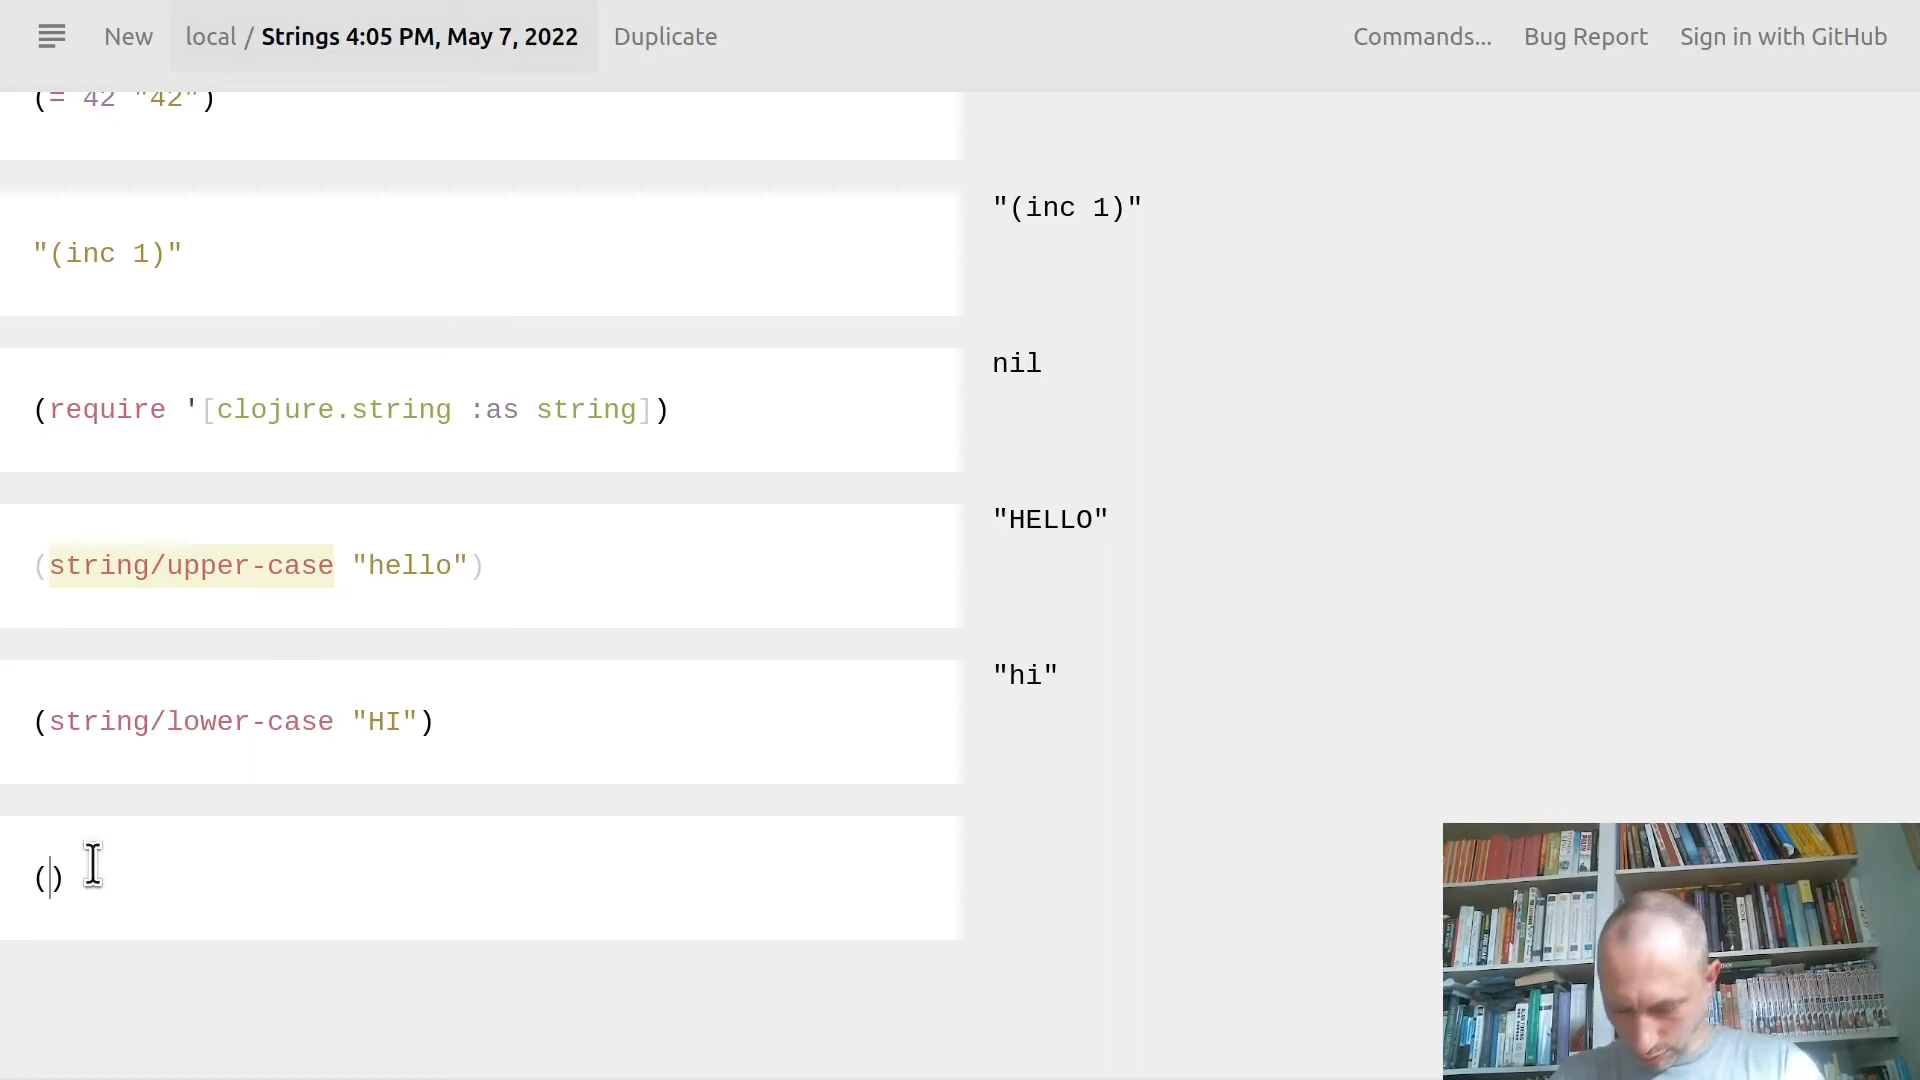 New local / Strings 4:05 PM, May 7, 2022 Duplicate Commands... Bug Report Sign in with GitHub
(= 42 "42")
"(inc 1)"
"(inc 1)"
nil
(require '[clojure.string :as string])
"HELLO"
(string/upper-case "hello")
"hi"
(string/lower-case "HI")
()